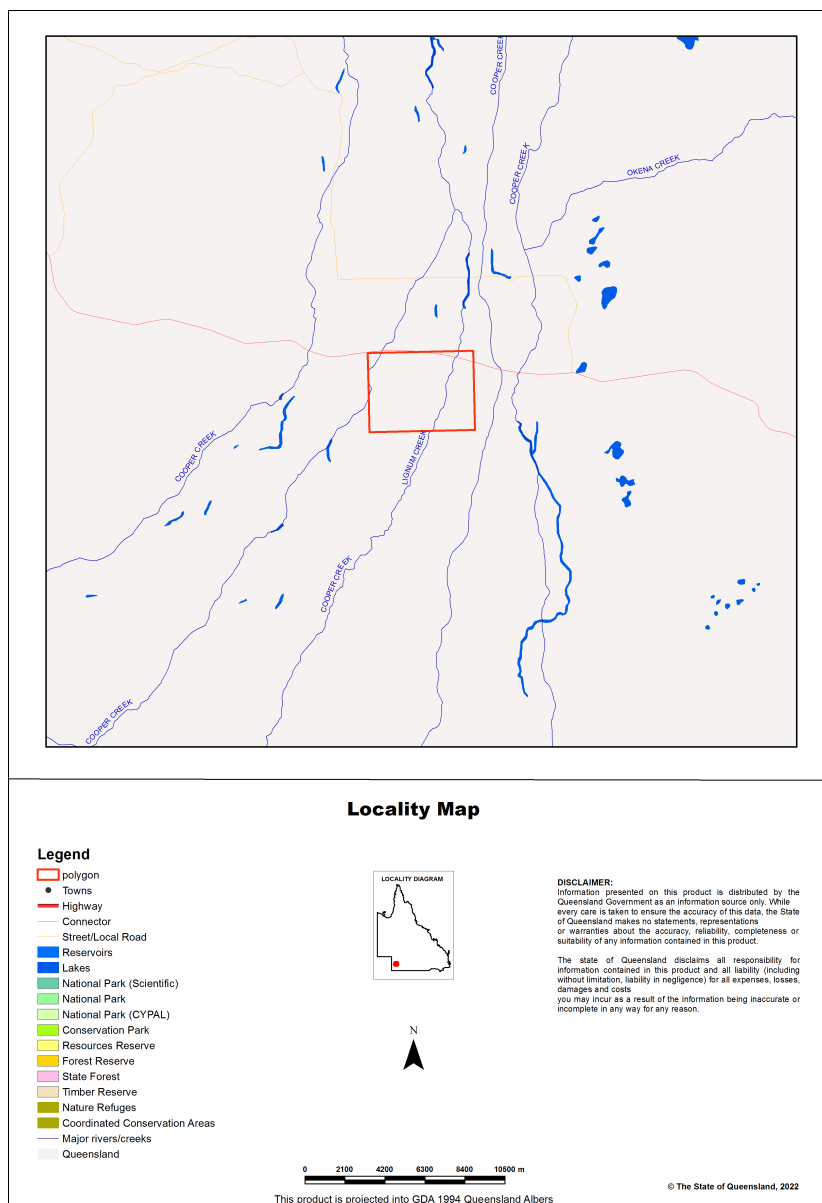 COOPER CREEK
COOPER CREEK
OKENA CREEK
COOPER CREEK
LIGNUM CREEK
COOPER CREEK
COOPER CREEK
Locality Map
Legend
polygon
Towns
Highway
Connector
Street/Local Road
Reservoirs
Lakes
National Park (Scientific)
National Park
National Park (CYPAL)
Conservation Park
Resources Reserve
Forest Reserve
State Forest
Timber Reserve
Nature Refuges
Coordinated Conservation Areas
Major rivers/creeks
Queensland
LOCALITY DIAGRAM
N
DISCLAIMER:
Information presented on this product is distributed by the
Queensland Government as an information source only. While
every care is taken to ensure the accuracy of this data, the State
of Queensland makes no statements, representations
or warranties about the accuracy, reliability, completeness or
suitability of any information contained in this product.
The state of Queensland disclaims all responsibility for
information contained in this product and all liability (including
without limitation, liability in negligence) for all expenses, losses,
damages and costs
you may incur as a result of the information being inaccurate or
incomplete in any way for any reason.
0 2100 4200 6300 8400 10500 m
This product is projected into GDA 1994 Queensland Albers
© The State of Queensland, 2022